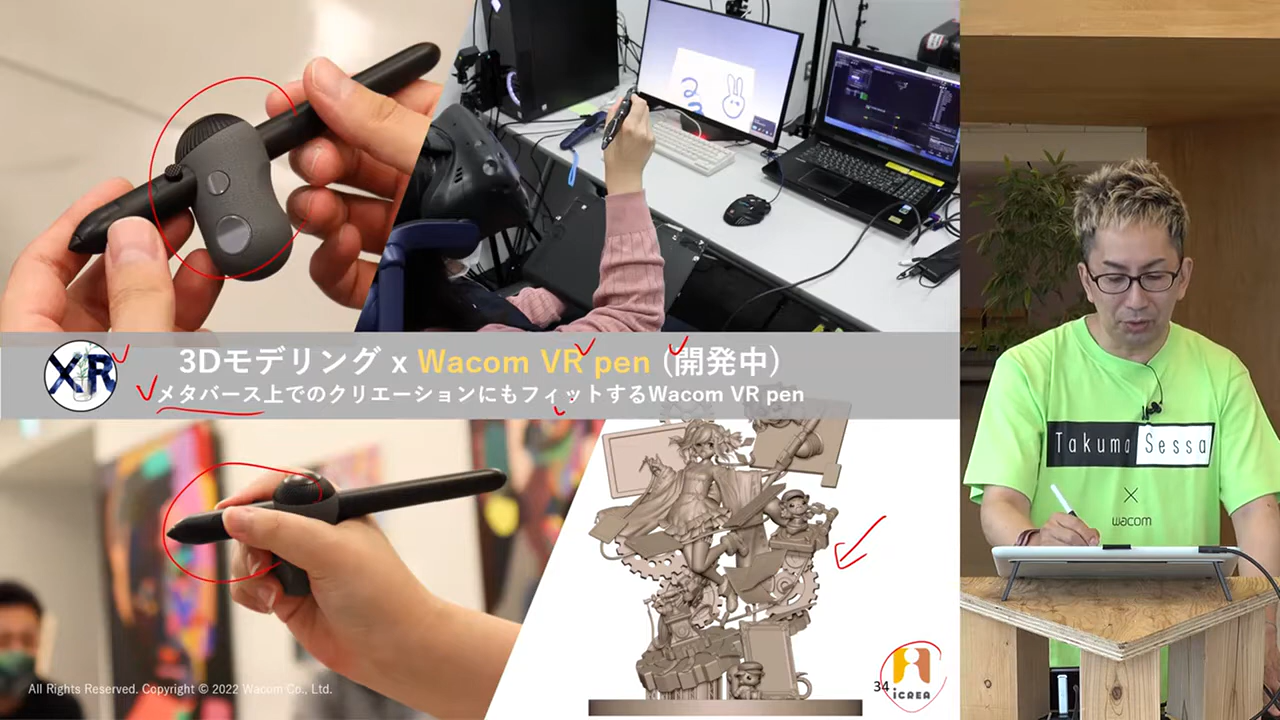 XR
3Dモデリング x Wacom VR pen (開発中)
メタバース上でのクリエーションにもフィットするWacom VR pen
All Rights Reserved. Copyright © 2022 Wacom Co., Ltd.
34
iCREA
Takuma Sessa
×
wacom